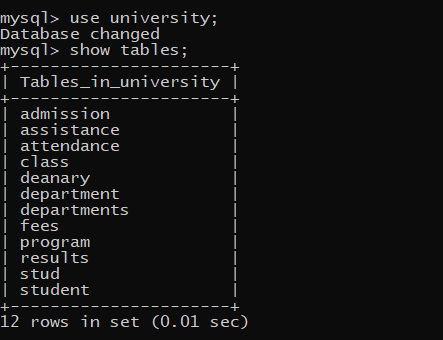 mysql> use university;
Database changed
mysql> show tables;
+----------------------+
| Tables_in_university |
+----------------------+
| admission            |
| assistance           |
| attendance           |
| class                |
| deanary              |
| department           |
| departments          |
| fees                 |
| program              |
| results              |
| stud                 |
| student              |
+----------------------+
12 rows in set (0.01 sec)